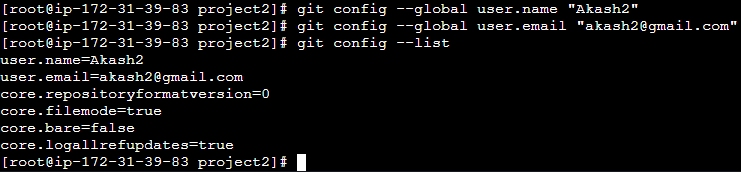 [root@ip-172-31-39-83 project2]# git config --global user.name "Akash2"
[root@ip-172-31-39-83 project2]# git config --global user.email "akash2@gmail.com"
[root@ip-172-31-39-83 project2]# git config --list
user.name=Akash2
user.email=akash2@gmail.com
core.repositoryformatversion=0
core.filemode=true
core.bare=false
core.logallrefupdates=true
[root@ip-172-31-39-83 project2]#